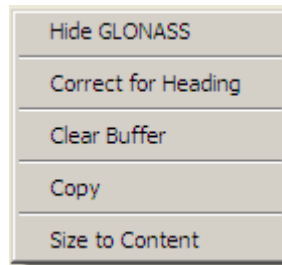 Hide GLONASS
Correct for Heading
Clear Buffer
Copy
Size to Content